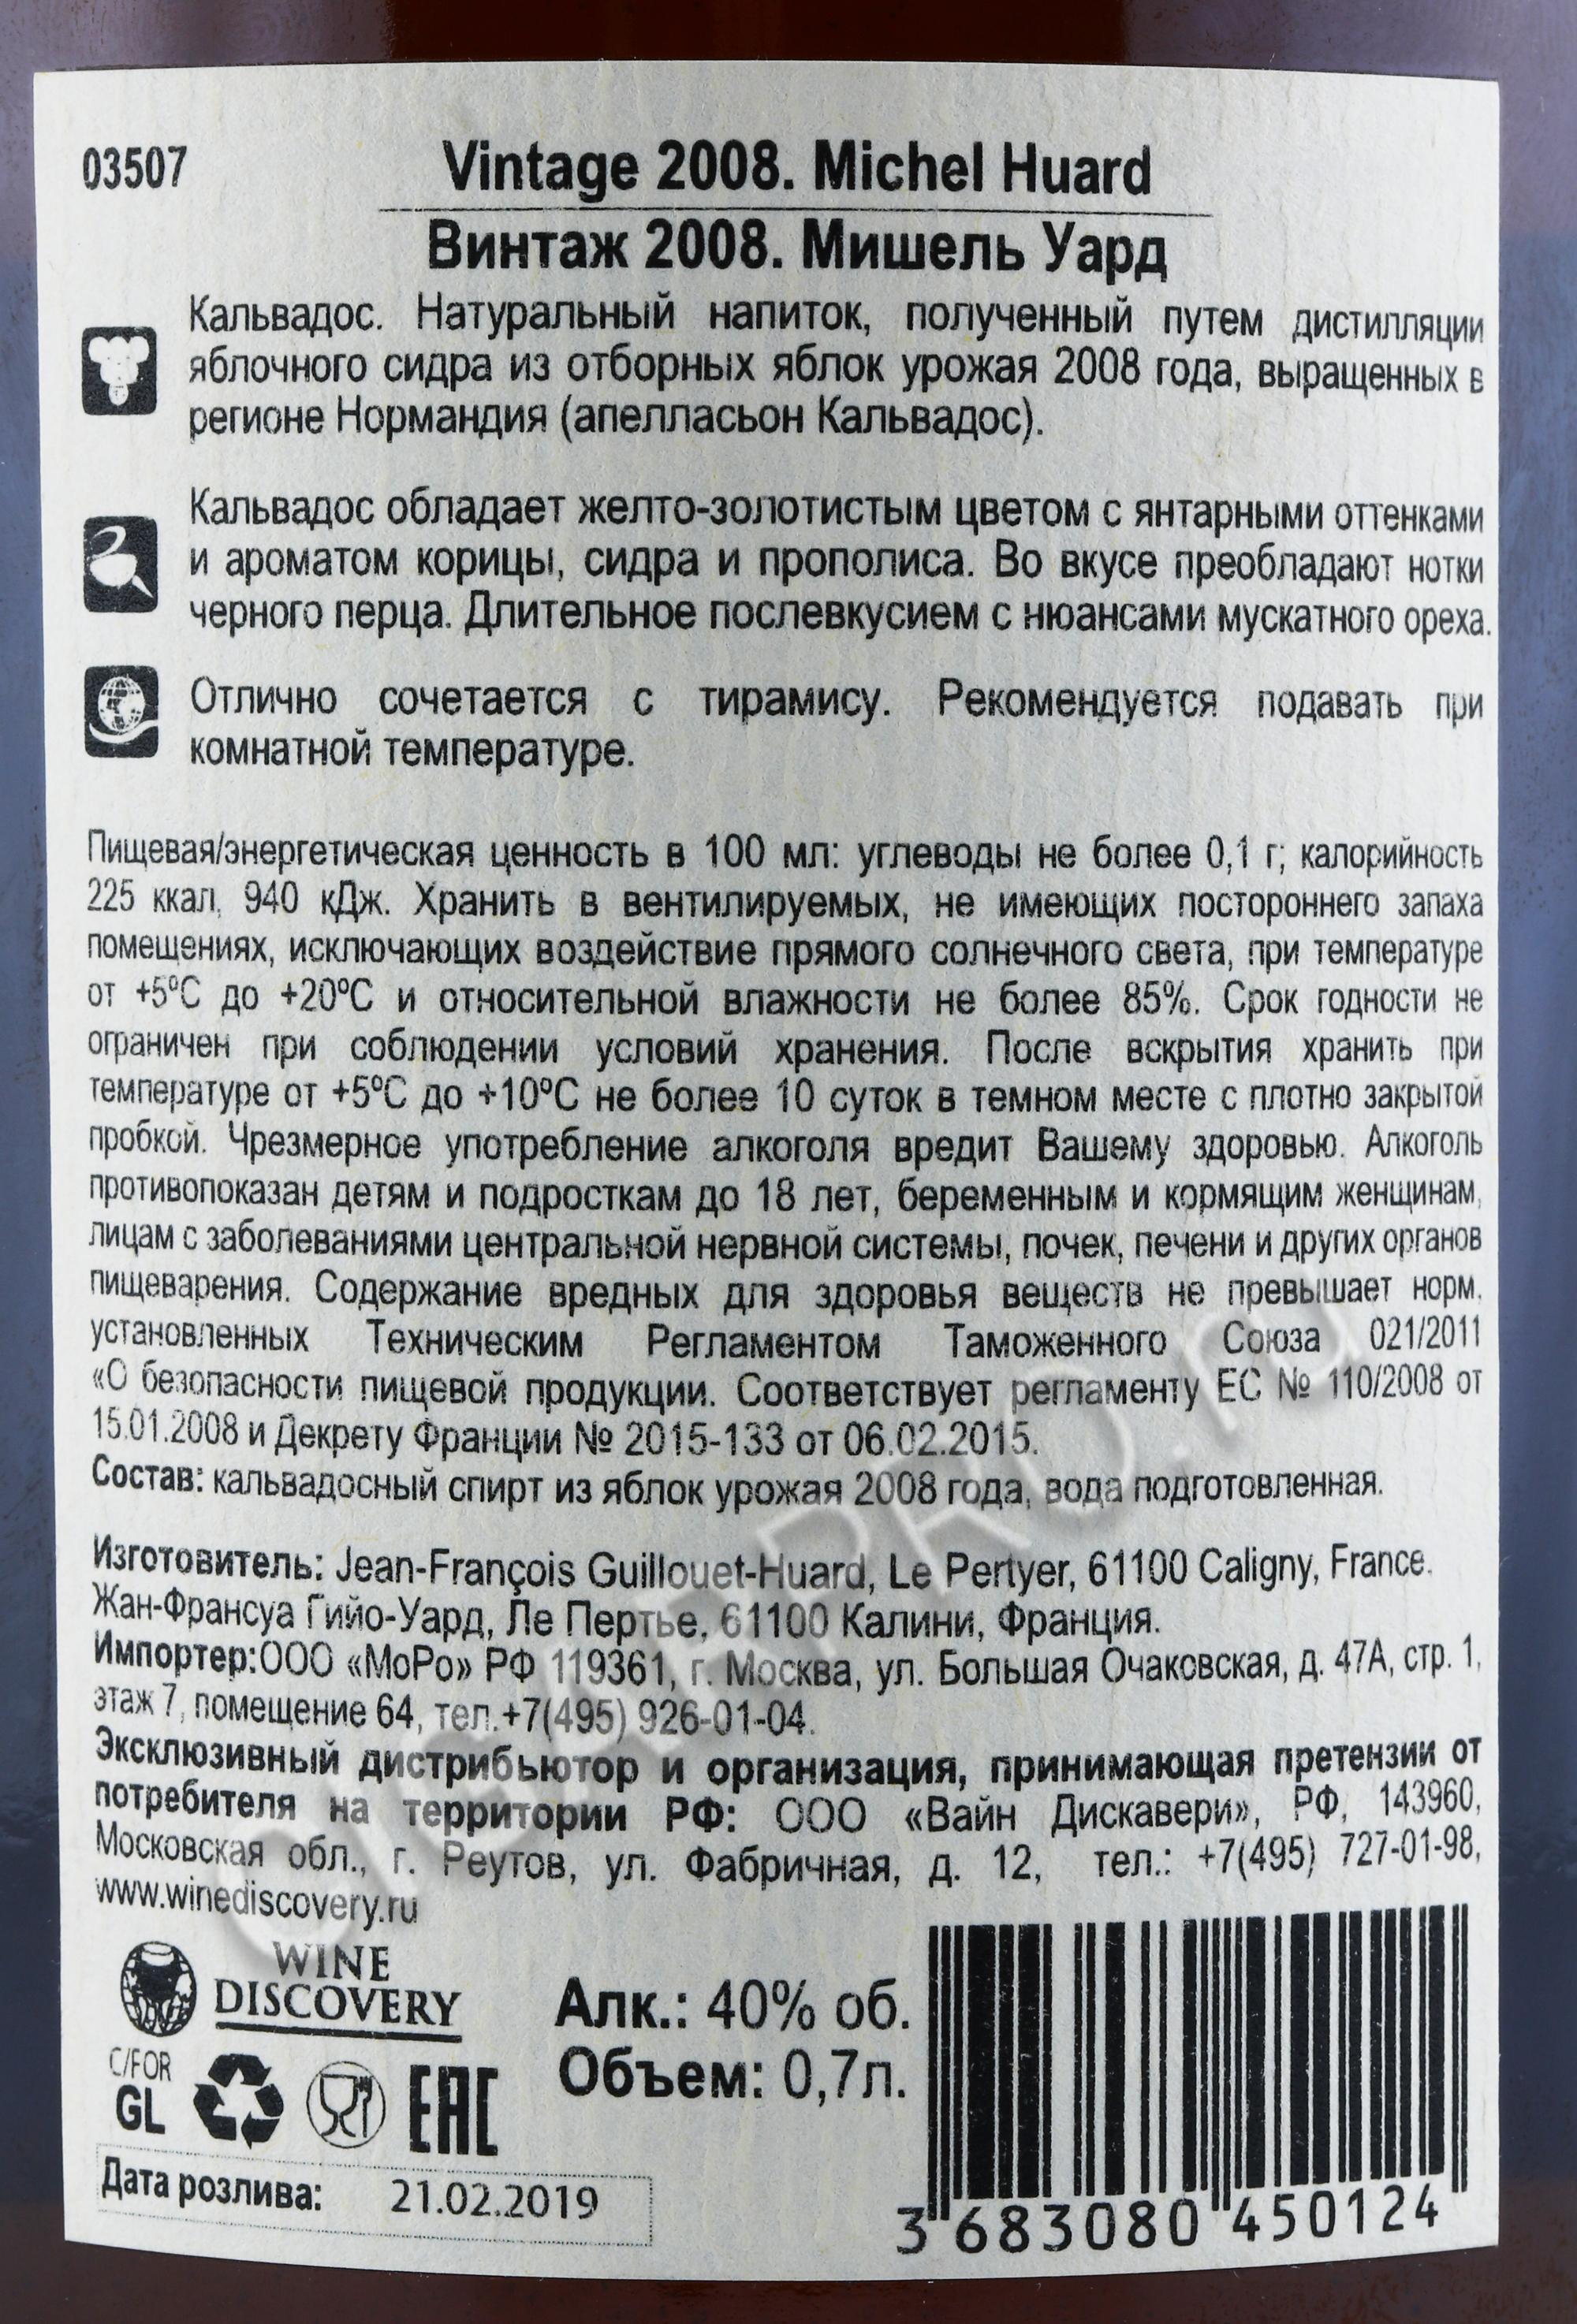 03507
Vintage 2008. Michel Huard
Винтаж 2008. Мишель Уард
Кальвадос. Натуральный напиток, полученный путем дистилляции
яблочного сидра из отборных яблок урожая 2008 года, выращенных в
регионе Нормандия (апелласьон Кальвадос).
Кальвадос обладает желто-золотистым цветом с янтарными оттенками
и ароматом корицы, сидра и прополиса. Во вкусе преобладают нотки
черного перца. Длительное послевкусием с нюансами мускатного ореха.
Отлично сочетается с тирамису. Рекомендуется подавать при
комнатной температуре.
Пищевая/энергетическая ценность в 100 мл: углеводы не более 0,1 г; калорийность
225 ккал, 940 кДж. Хранить в вентилируемых, не имеющих постороннего запаха
помещениях, исключающих воздействие прямого солнечного света, при температуре
от +5ºС до +20ºС и относительной влажности не более 85%. Срок годности не
ограничен при соблюдении условий хранения. После вскрытия хранить при
температуре от +5ºС до +10ºС не более 10 суток в темном месте с плотно закрытой
пробкой. Чрезмерное употребление алкоголя вредит Вашему здоровью. Алкоголь
противопоказан детям и подросткам до 18 лет, беременным и кормящим женщинам,
лицам с заболеваниями центральной нервной системы, почек, печени и других органов
пищеварения. Содержание вредных для здоровья веществ не превышает норм,
установленных Техническим Регламентом Таможенного Союза 021/2011
«О безопасности пищевой продукции. Соответствует регламенту ЕС № 110/2008 от
15.01.2008 и Декрету Франции № 2015-133 от 06.02.2015.
Состав: кальвадосный спирт из яблок урожая 2008 года, вода подготовленная.
Изготовитель: Jean-François Guillouet-Huard, Le Pertyer, 61100 Caligny, France.
Жан-Франсуа Гийо-Уард, Ле Пертье, 61100 Калини, Франция.
Импортер:ООО «МоРо» РФ 119361, г. Москва, ул. Большая Очаковская, д. 47А, стр. 1,
этаж 7, помещение 64, тел.+7(495) 926-01-04.
Эксклюзивный дистрибьютор и организация, принимающая претензии от
потребителя на территории РФ: ООО «Вайн Дискавери», РФ, 143960,
Московская обл., г. Реутов, ул. Фабричная, д. 12, тел.: +7(495) 727-01-98,
www.winediscovery.ru
WINE
DISCOVERY
Алк.: 40% об.
Объем: 0,7л.
C/FOR
GL
ЕАС
Дата розлива: 21.02.2019
3 683080 450124